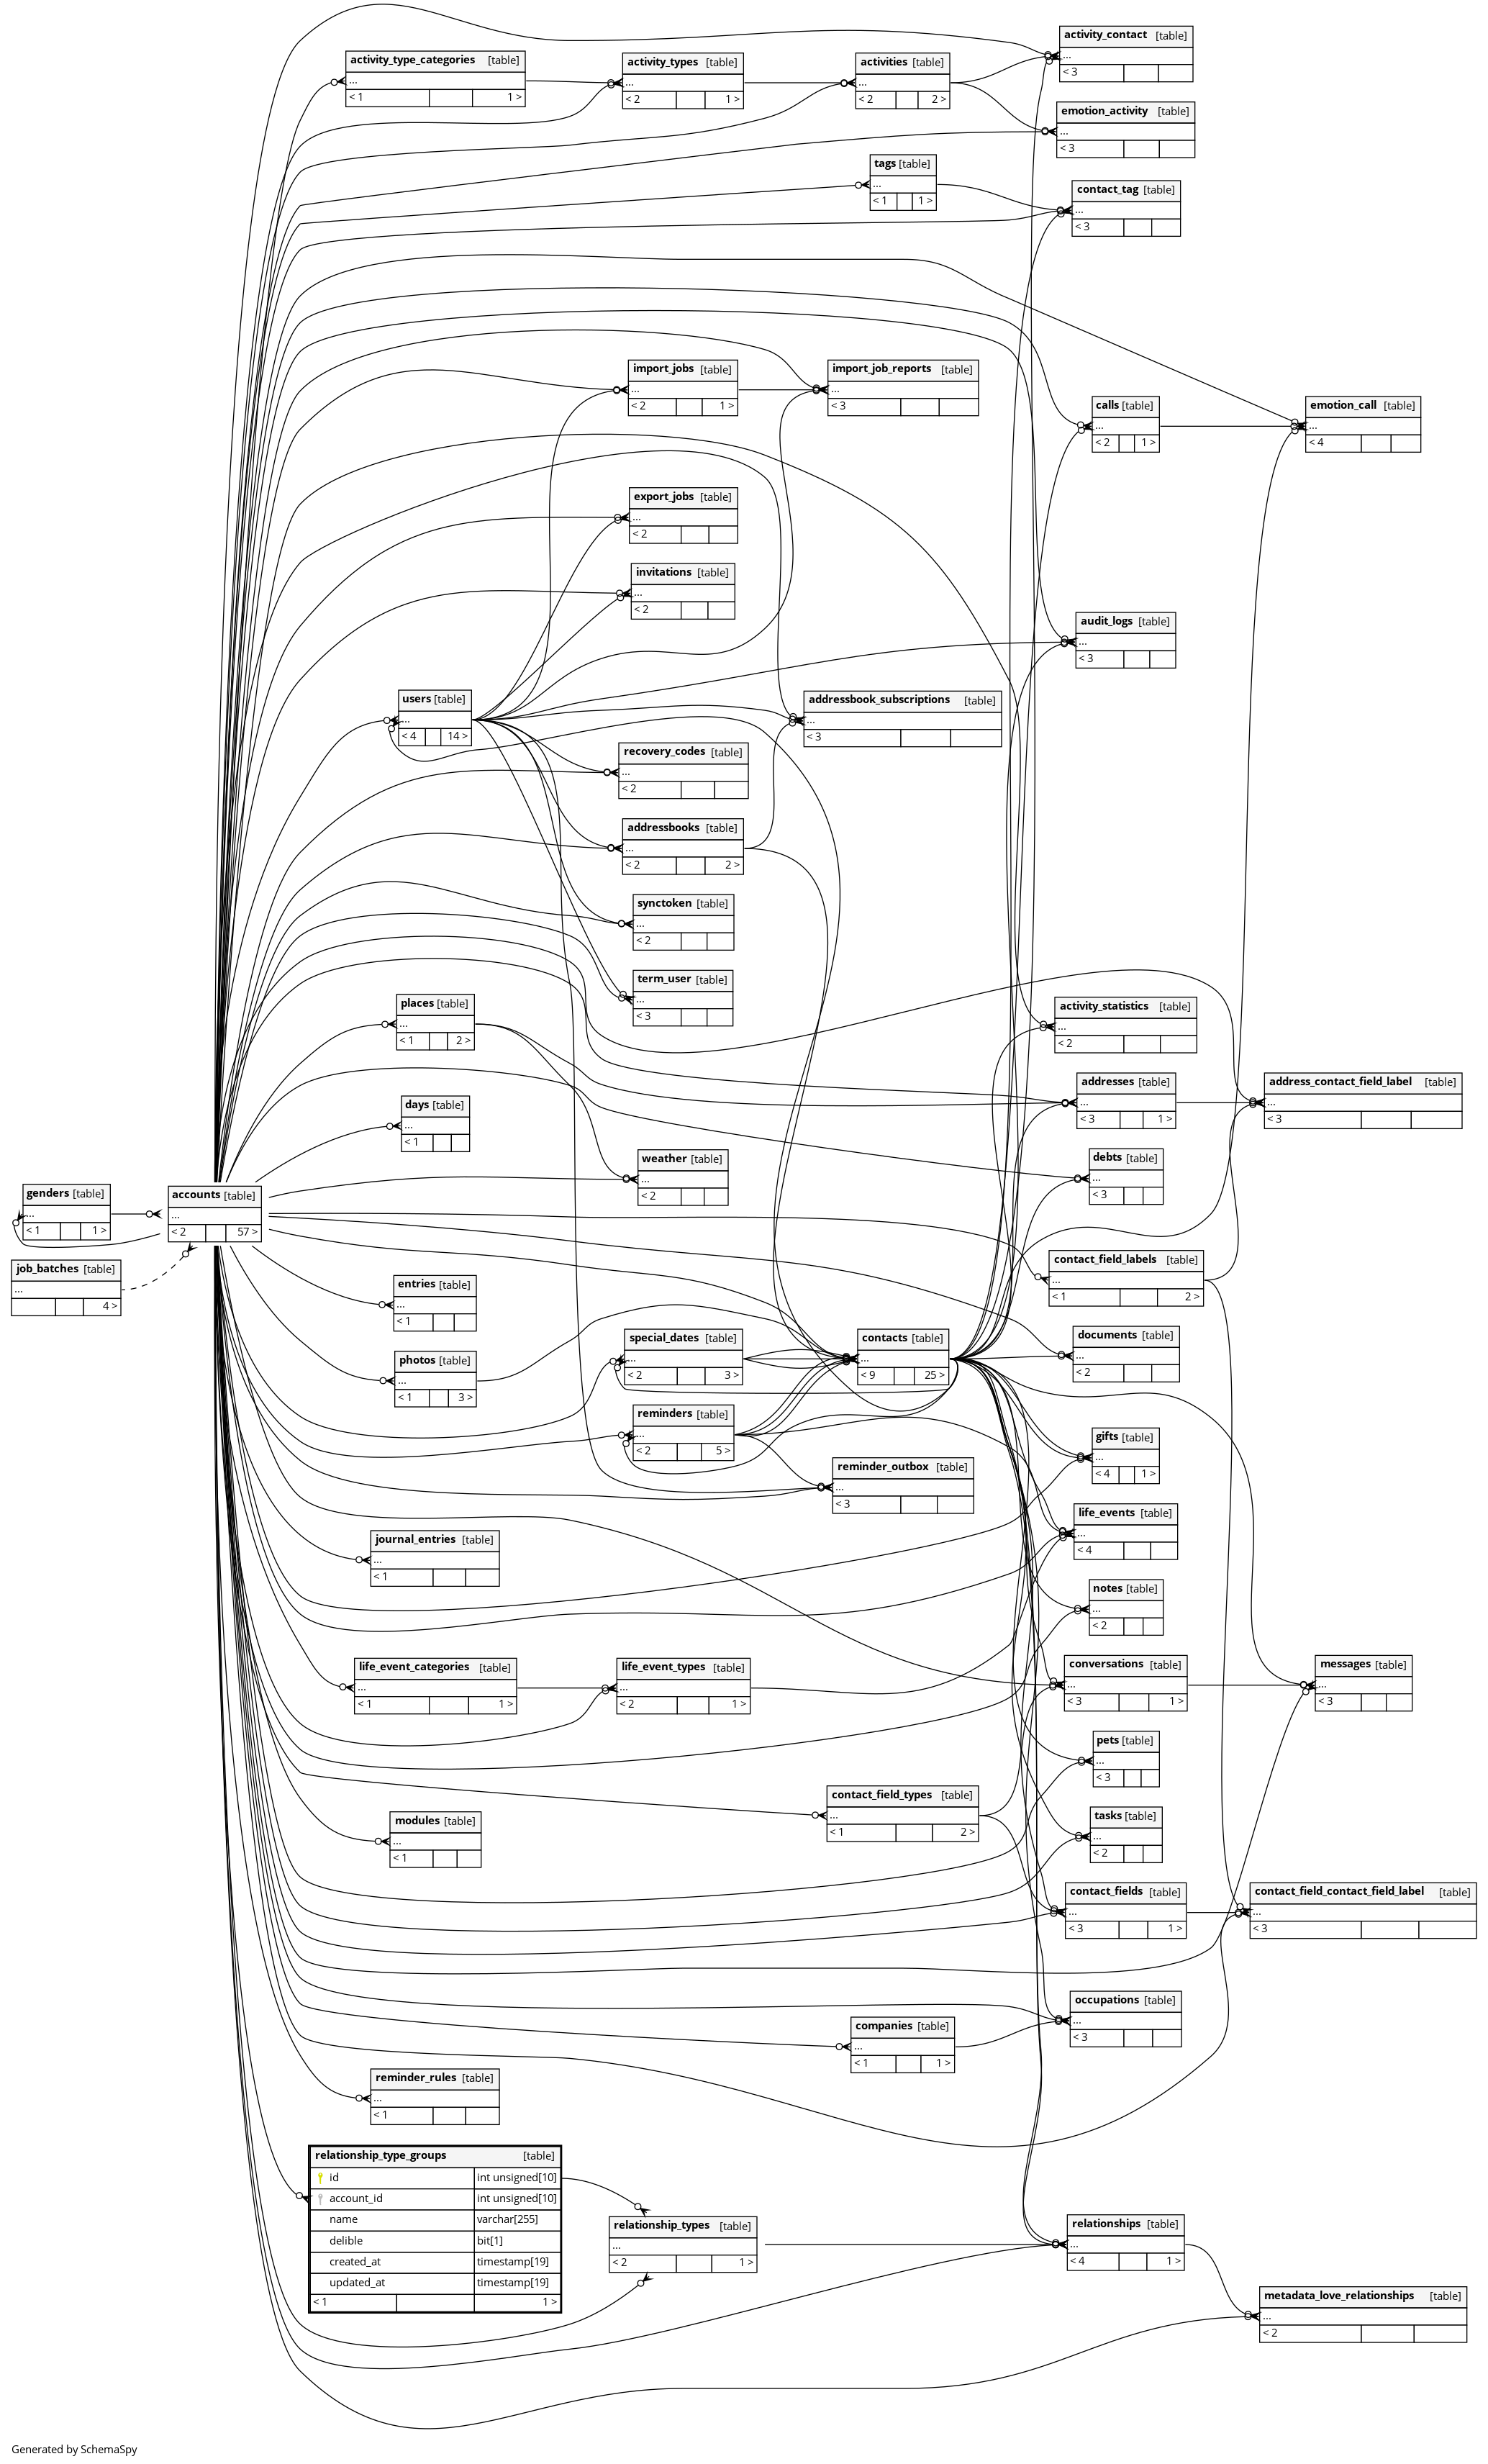 activity_contact [table]
...
< 3
activity_type_categories [table]
...
< 1 1 >
activity_types [table]
...
< 2 1 >
activities [table]
...
< 2 2 >
emotion_activity [table]
...
< 3
tags [table]
...
< 1 1 >
contact_tag [table]
...
< 3
import_jobs [table]
...
< 2 1 >
import_job_reports [table]
...
< 3
calls [table]
...
< 2 1 >
emotion_call [table]
...
< 4
export_jobs [table]
...
< 2
invitations [table]
...
< 2
audit_logs [table]
...
< 3
users [table]
...
< 4 14 >
addressbook_subscriptions [table]
...
< 3
recovery_codes [table]
...
< 2
addressbooks [table]
...
< 2 2 >
synctoken [table]
...
< 2
term_user [table]
...
< 3
places [table]
...
< 1 2 >
activity_statistics [table]
...
< 2
addresses [table]
...
< 3 1 >
address_contact_field_label [table]
...
< 3
days [table]
...
< 1
weather [table]
...
< 2
debts [table]
...
< 3
genders [table]
...
< 1 1 >
accounts [table]
...
< 2 57 >
job_batches [table]
...
4 >
contact_field_labels [table]
...
< 1 2 >
entries [table]
...
< 1
photos [table]
...
< 1 3 >
special_dates [table]
...
< 2 3 >
contacts [table]
...
< 9 25 >
documents [table]
...
< 2
reminders [table]
...
< 2 5 >
gifts [table]
...
< 4 1 >
reminder_outbox [table]
...
< 3
life_events [table]
...
< 4
journal_entries [table]
...
< 1
notes [table]
...
< 2
life_event_categories [table]
...
< 1 1 >
life_event_types [table]
...
< 2 1 >
conversations [table]
...
< 3 1 >
messages [table]
...
< 3
pets [table]
...
< 3
contact_field_types [table]
...
< 1 2 >
modules [table]
...
< 1
tasks [table]
...
< 2
contact_fields [table]
...
< 3 1 >
contact_field_contact_field_label [table]
...
< 3
occupations [table]
...
< 3
companies [table]
...
< 1 1 >
reminder_rules [table]
...
< 1
relationship_type_groups [table]
id int unsigned[10]
account_id int unsigned[10]
name varchar[255]
delible bit[1]
created_at timestamp[19]
updated_at timestamp[19]
< 1 1 >
relationship_types [table]
...
< 2 1 >
relationships [table]
...
< 4 1 >
metadata_love_relationships [table]
...
< 2
Generated by SchemaSpy